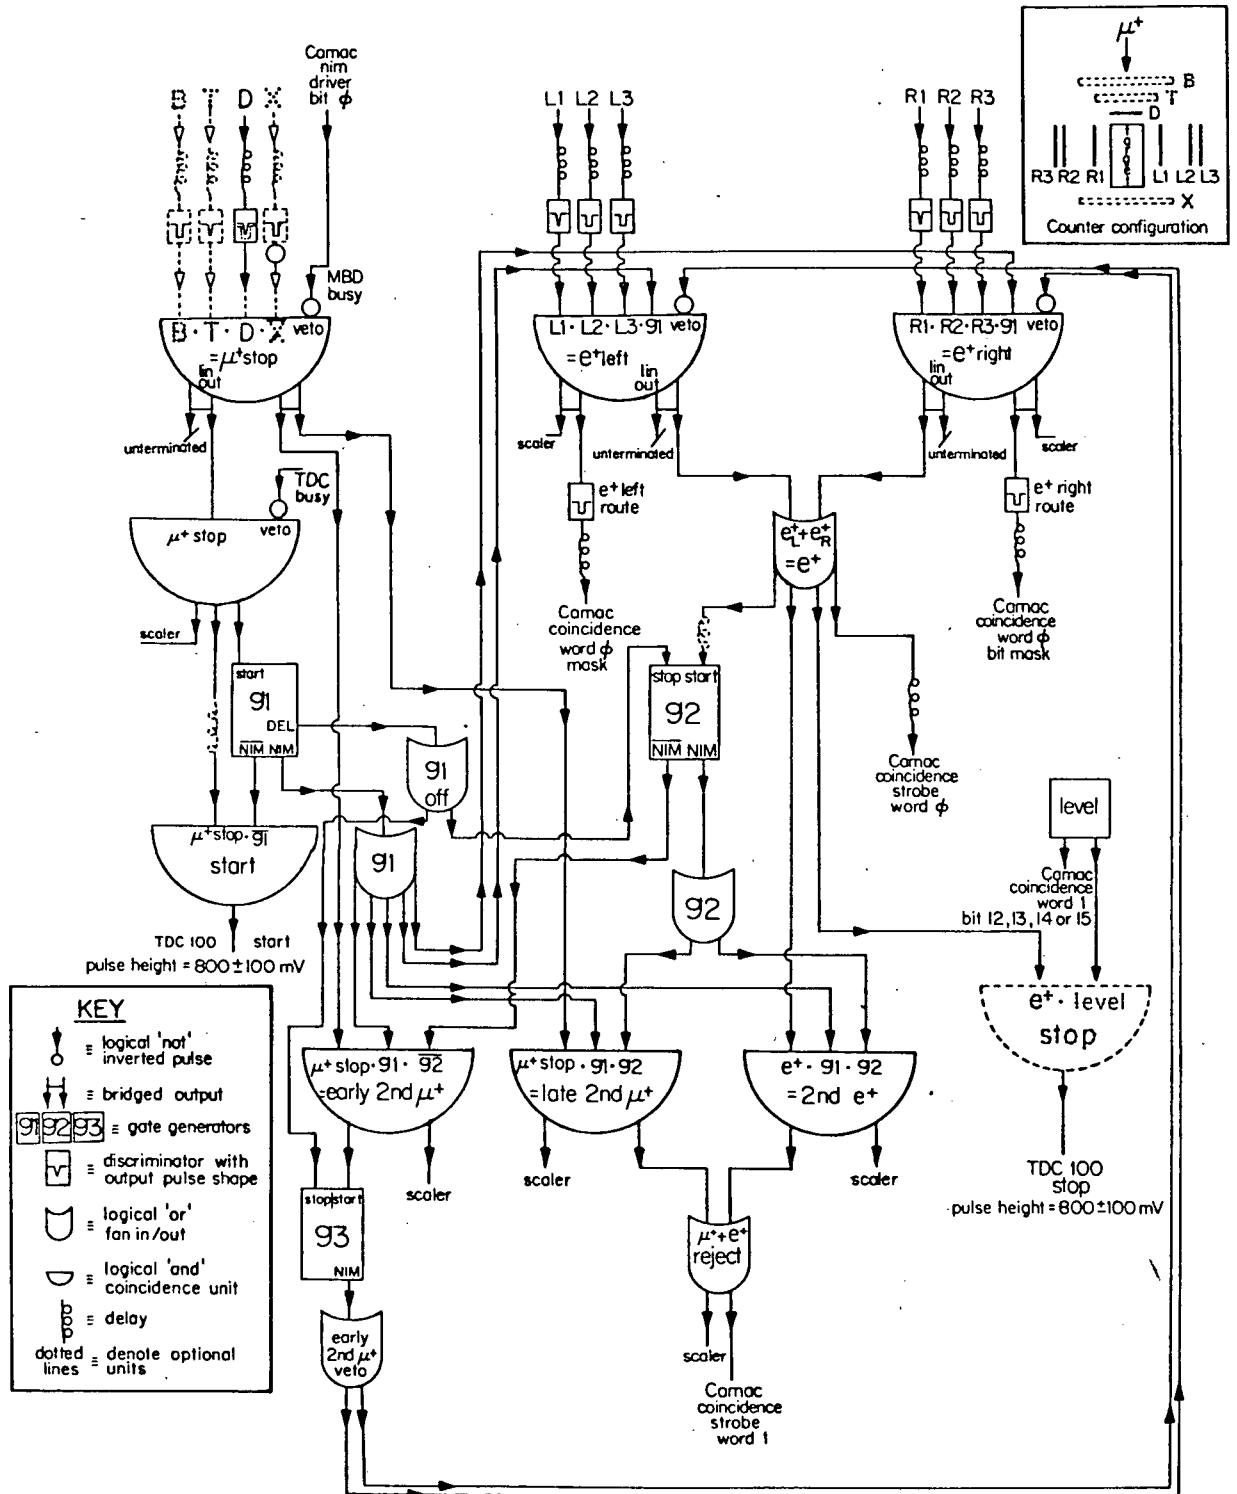 Camac
nim
driver
bit ϕ
B T D X
L1 L2 L3
R1 R2 R3
μ⁺
B
T
D
R3 R2 R1 L1 L2 L3
X
Counter configuration
MBD
busy
B · T · D · X̅ veto
= μ⁺ stop
lin
out
unterminated
L1 · L2 · L3 · g1 veto
= e⁺ left
lin
out
scaler
unterminated
R1 · R2 · R3 · g1 veto
= e⁺ right
lin
out
unterminated
scaler
TDC
busy
μ⁺ stop veto
scaler
e⁺ left
route
Camac
coincidence
word ϕ
mask
e⁺L + e⁺R
= e⁺
e⁺ right
route
Camac
coincidence
word ϕ
bit mask
start
g1
DEL
N̅I̅M̅ NIM
g1
off
stop start
g2
N̅I̅M̅ NIM
Camac
coincidence
strobe
word ϕ
level
Camac
coincidence
word 1
bit 12, 13, 14 or 15
μ⁺ stop · g̅1̅
start
TDC 100 start
pulse height = 800 ± 100 mV
g1
g2
e⁺ · level
stop
TDC 100
stop
pulse height = 800 ± 100 mV
μ⁺ stop · g1 · g̅2̅
= early 2nd μ⁺
scaler
μ⁺ stop · g1 · g2
= late 2nd μ⁺
scaler
e⁺ · g1 · g2
= 2nd e⁺
scaler
stop start
g3
NIM
early
2nd μ⁺
veto
μ⁺ + e⁺
reject
scaler
Camac
coincidence
strobe
word 1
KEY
≡ logical 'not'
inverted pulse
≡ bridged output
g1 g2 g3 ≡ gate generators
≡ discriminator with
output pulse shape
≡ logical 'or'
fan in/out
≡ logical 'and'
coincidence unit
≡ delay
dotted lines ≡ denote optional
units